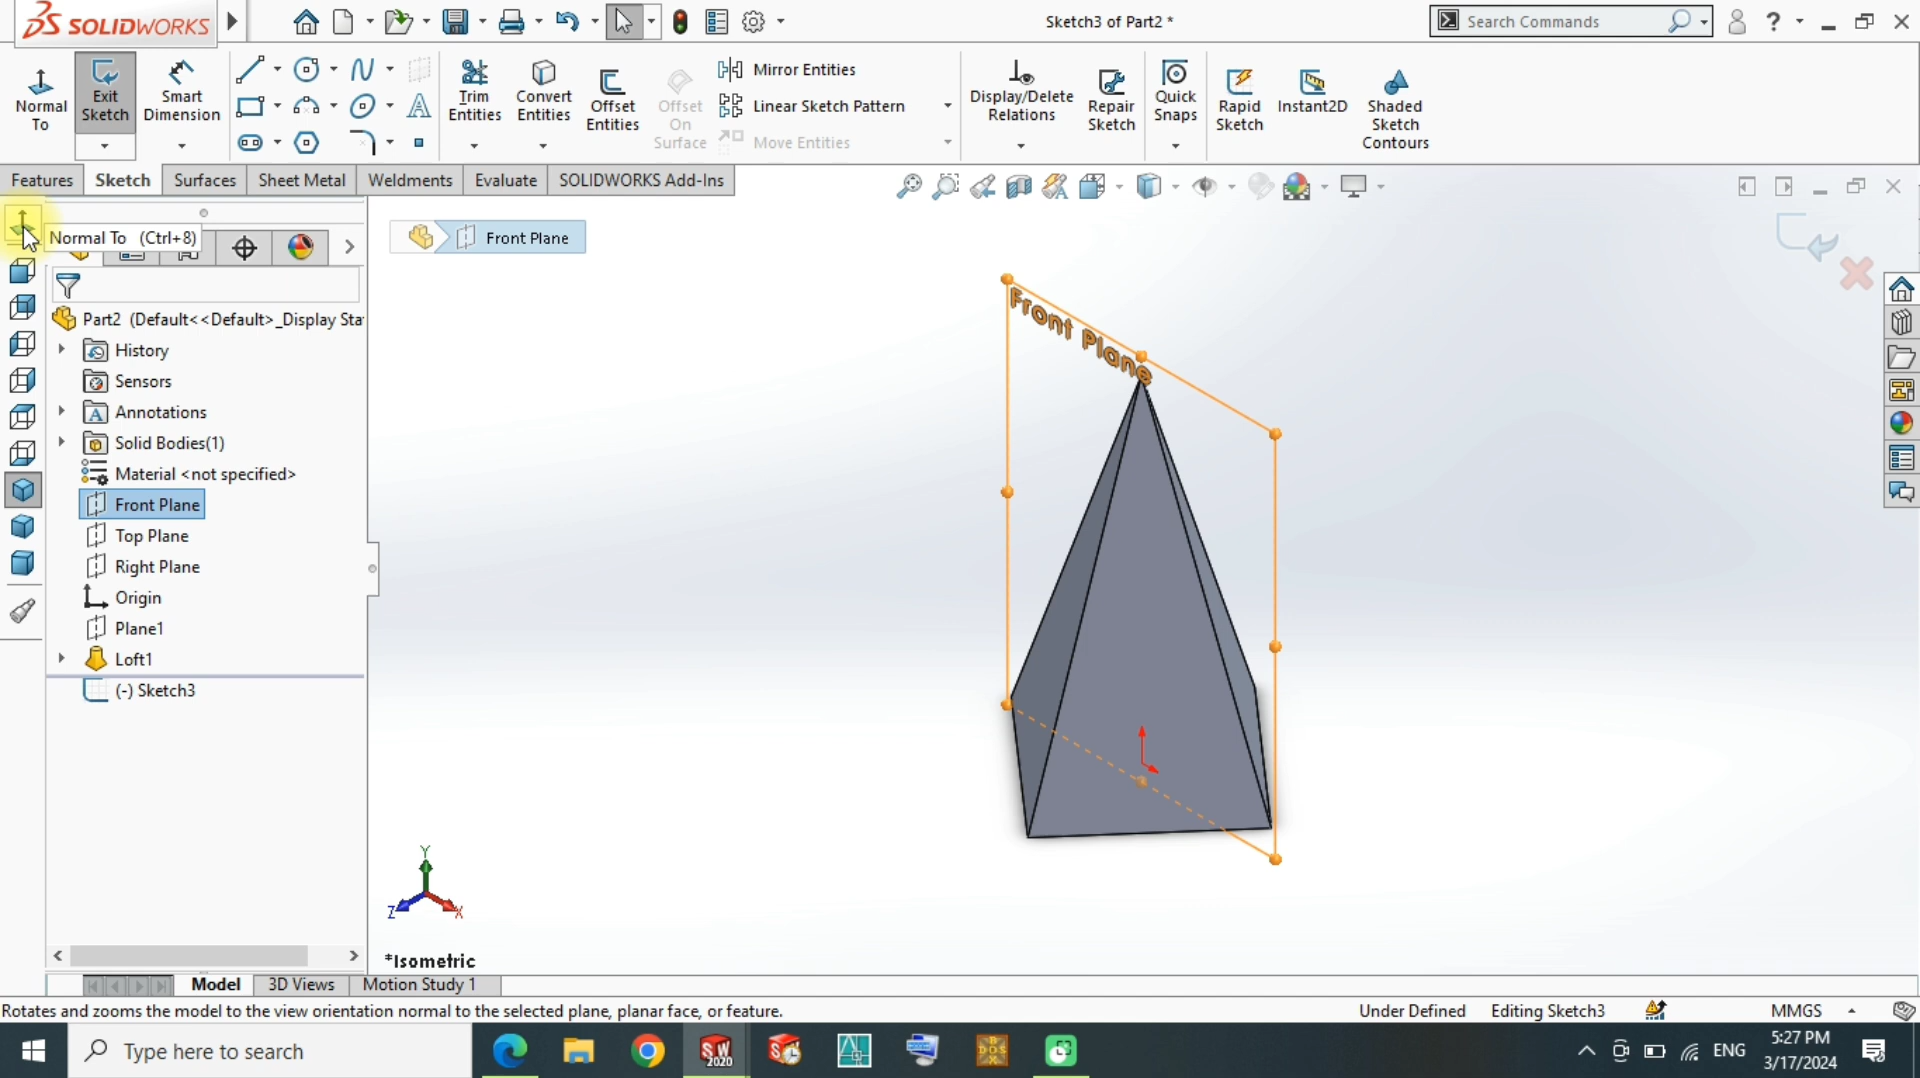 SOLIDWORKS
Sketch3 of Part2 *
Search Commands
Normal To
Exit Sketch
Smart Dimension
Trim Entities
Convert Entities
Offset Entities
Offset On Surface
Mirror Entities
Linear Sketch Pattern
Move Entities
Display/Delete Relations
Repair Sketch
Quick Snaps
Rapid Sketch
Instant2D
Shaded Sketch Contours
Features
Sketch
Surfaces
Sheet Metal
Weldments
Evaluate
SOLIDWORKS Add-Ins
Normal To (Ctrl+8)
Front Plane
Part2 (Default<<Default>_Display Sta
History
Sensors
Annotations
Solid Bodies(1)
Material <not specified>
Front Plane
Top Plane
Right Plane
Origin
Plane1
Loft1
(-) Sketch3
Front Plane
Y
Z
X
*Isometric
Model
3D Views
Motion Study 1
Rotates and zooms the model to the view orientation normal to the selected plane, planar face, or feature.
Under Defined
Editing Sketch3
MMGS
Type here to search
SW
2020
DOS
ENG
5:27 PM
3/17/2024